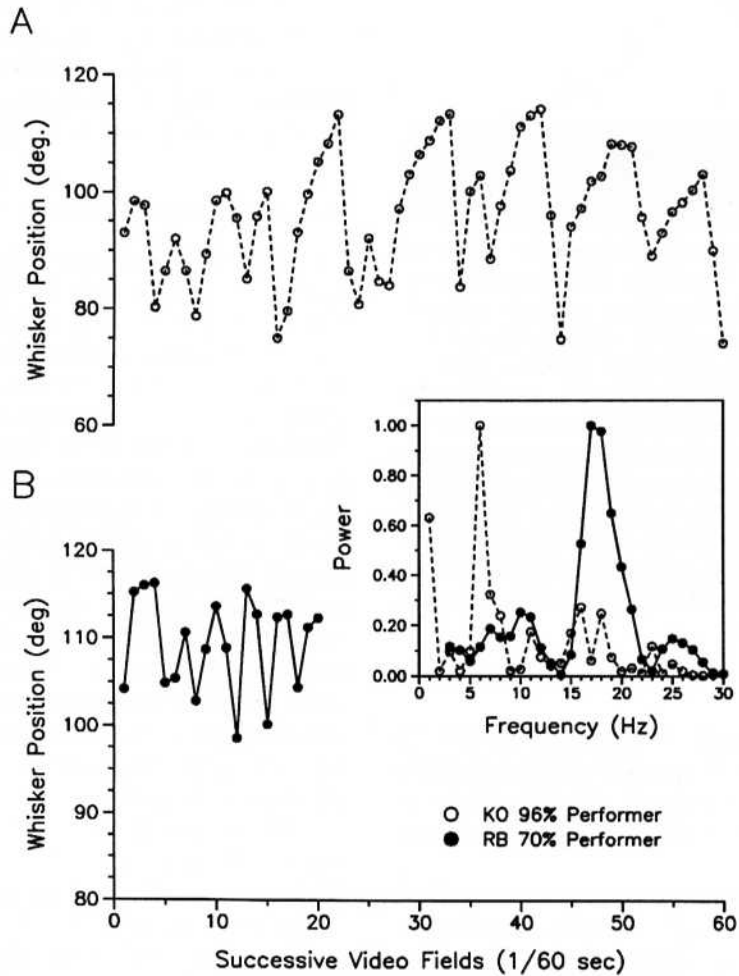 A
120
100
80
60
Whisker Position (deg.)
B
120
110
100
90
80
Whisker Position (deg)
1.00
0.80
0.60
0.40
0.20
0.00
Power
0 5 10 15 20 25 30
Frequency (Hz)
KO 96% Performer
RB 70% Performer
0 10 20 30 40 50 60
Successive Video Fields (1/60 sec)